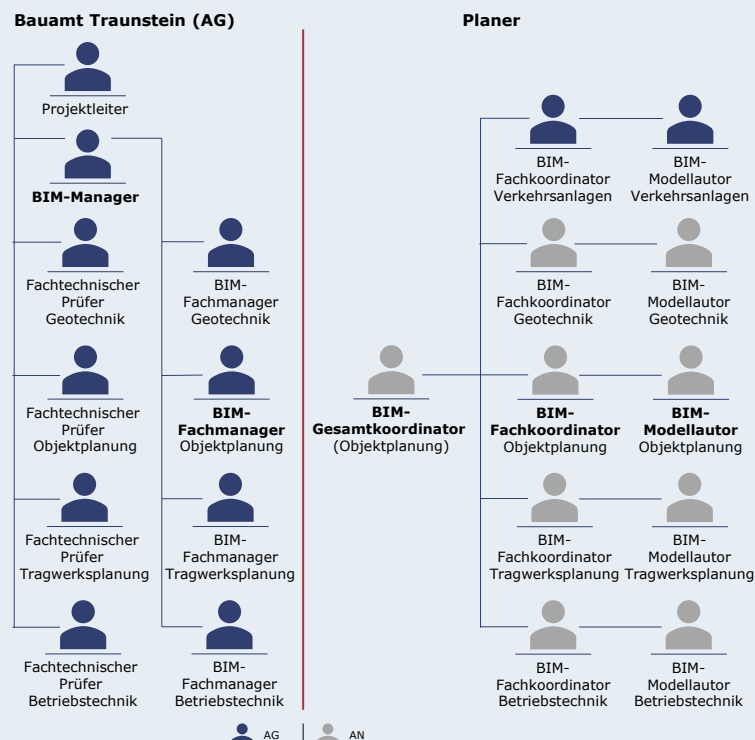 Bauamt Traunstein (AG)
Projektleiter
BIM-Manager
Fachtechnischer
Prüfer
Geotechnik
BIM-
Fachmanager
Geotechnik
Fachtechnischer
Prüfer
Objektplanung
BIM-
Fachmanager
Objektplanung
Fachtechnischer
Prüfer
Tragwerksplanung
BIM-
Fachmanager
Tragwerksplanung
Fachtechnischer
Prüfer
Betriebstechnik
BIM-
Fachmanager
Betriebstechnik
Planer
BIM-
Fachkoordinator
Verkehrsanlagen
BIM-
Modellautor
Verkehrsanlagen
BIM-
Fachkoordinator
Geotechnik
BIM-
Modellautor
Geotechnik
BIM-
Gesamtkoordinator
(Objektplanung)
BIM-
Fachkoordinator
Objektplanung
BIM-
Modellautor
Objektplanung
BIM-
Fachkoordinator
Tragwerksplanung
BIM-
Modellautor
Tragwerksplanung
BIM-
Fachkoordinator
Betriebstechnik
BIM-
Modellautor
Betriebstechnik
AG
AN